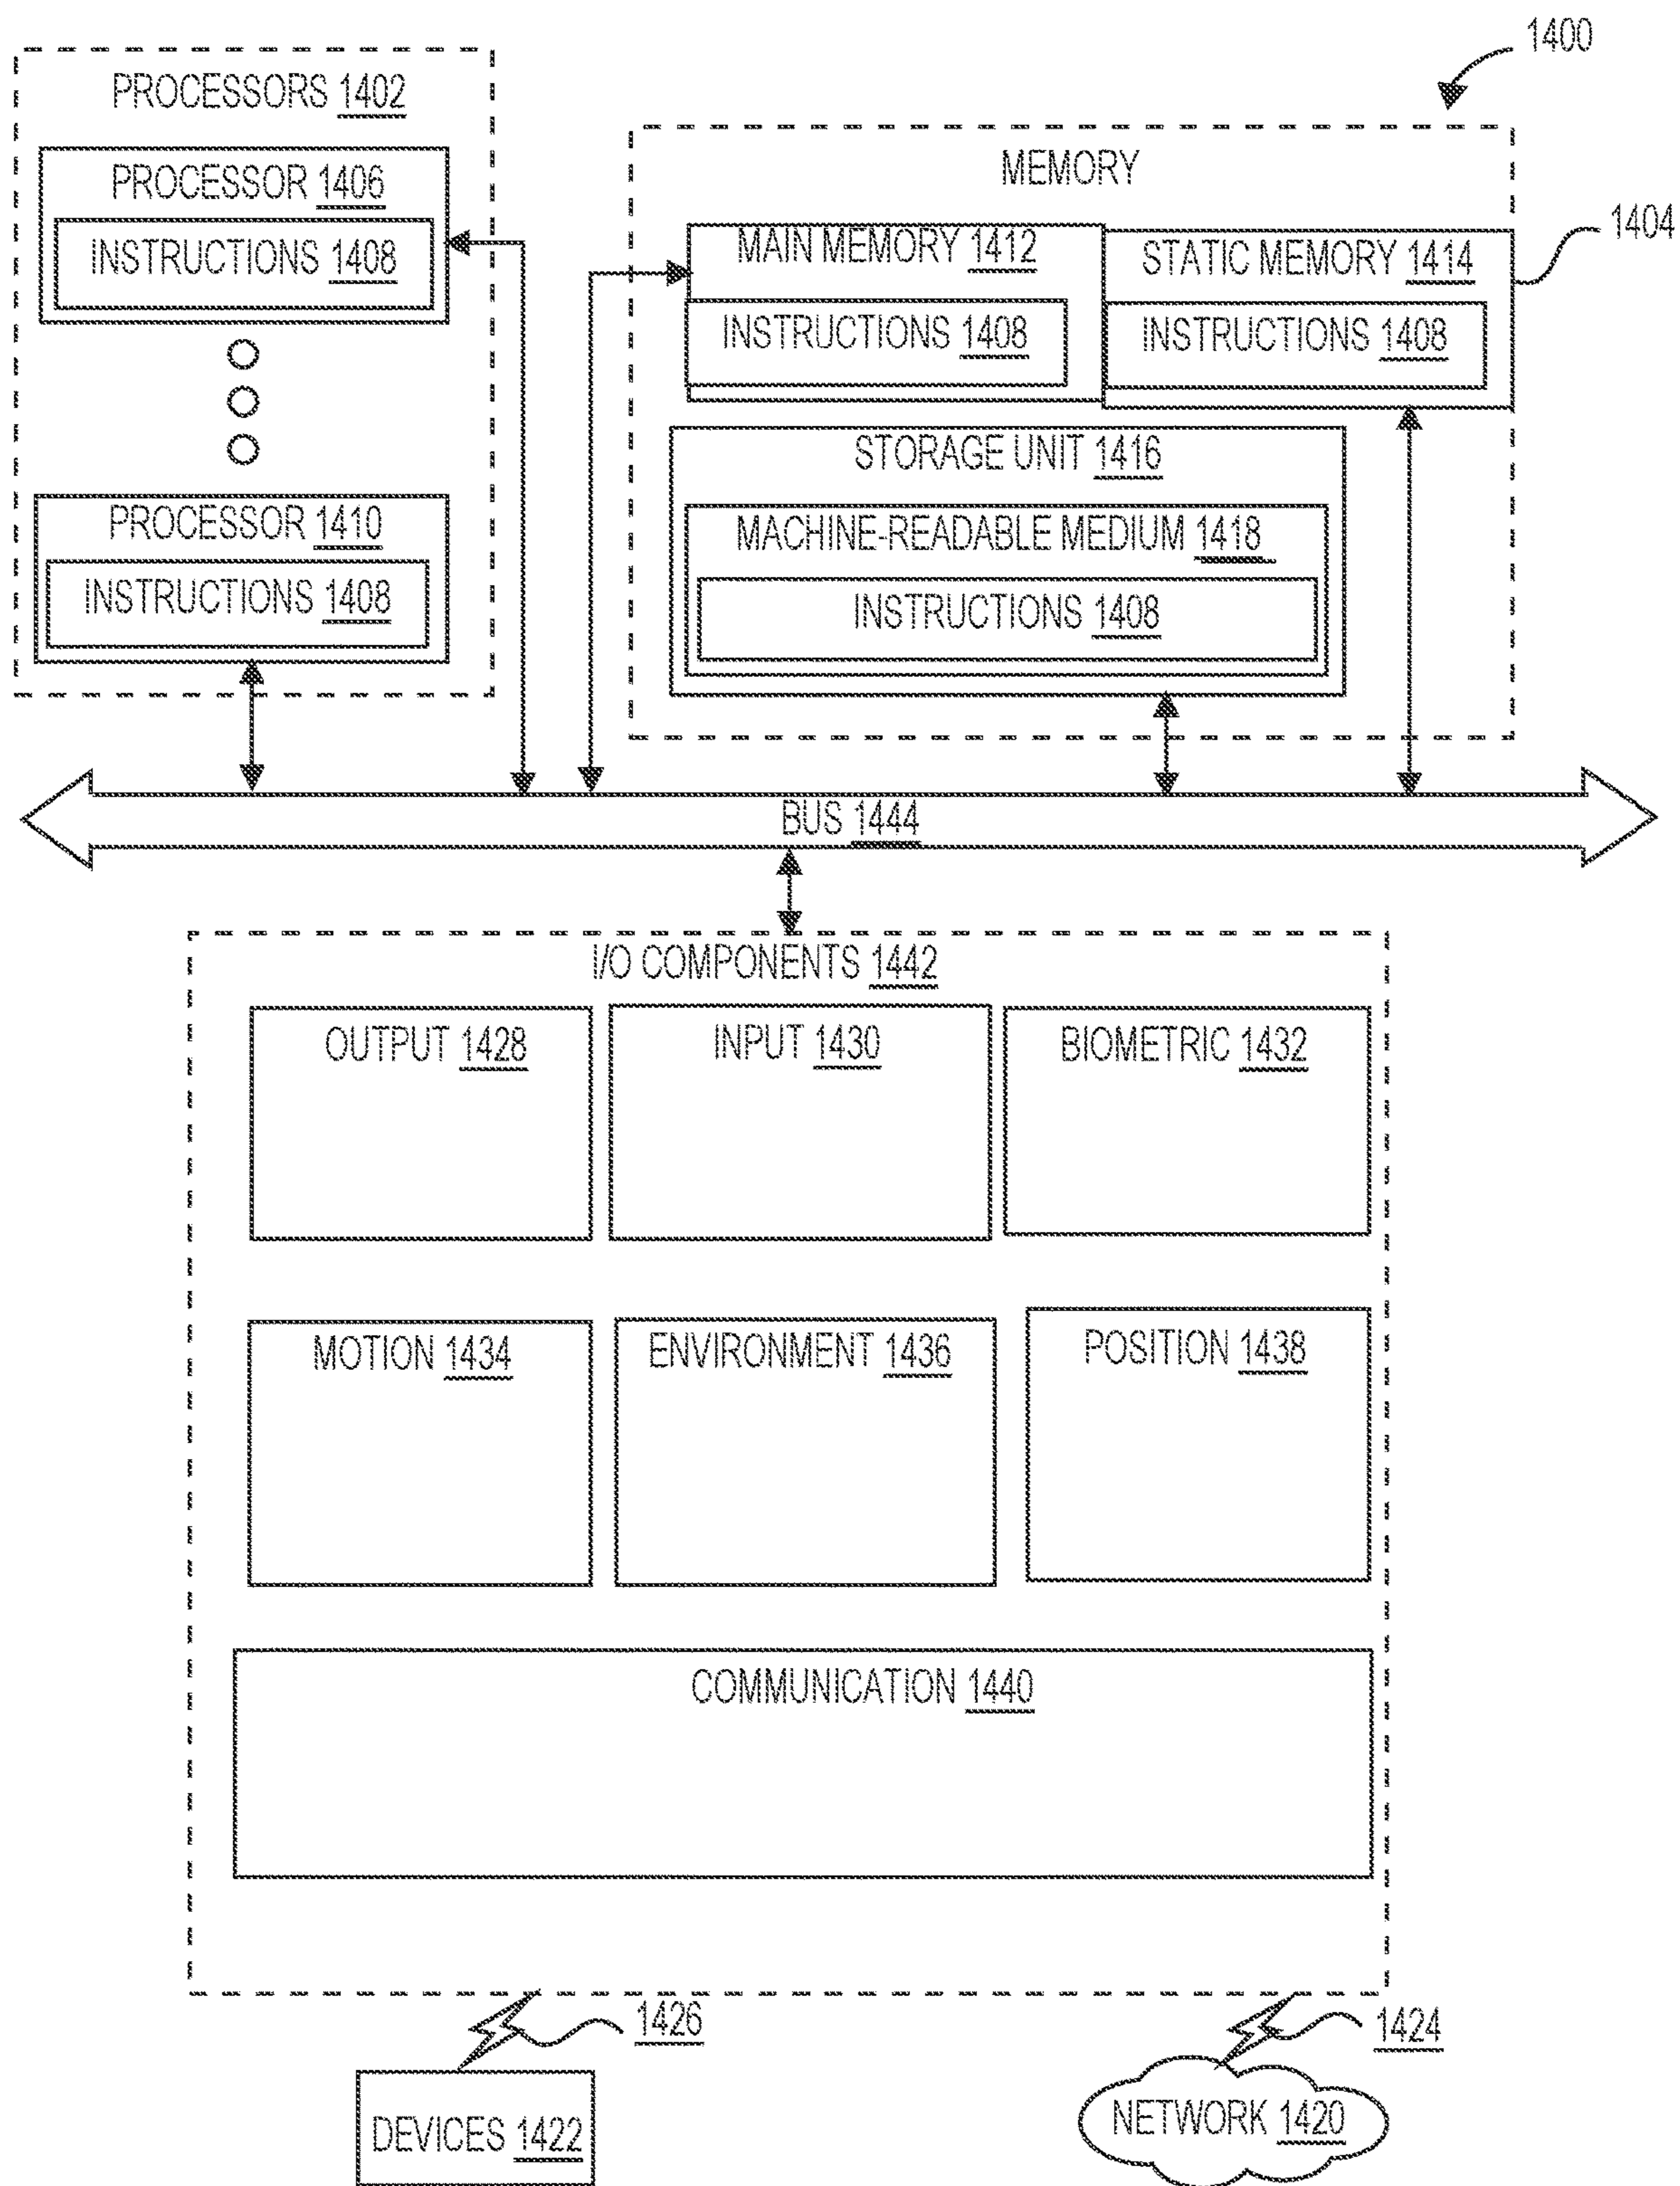 1400
PROCESSORS 1402
PROCESSOR 1406
INSTRUCTIONS 1408
PROCESSOR 1410
INSTRUCTIONS 1408
MEMORY
1404
MAIN MEMORY 1412
INSTRUCTIONS 1408
STATIC MEMORY 1414
INSTRUCTIONS 1408
STORAGE UNIT 1416
MACHINE-READABLE MEDIUM 1418
INSTRUCTIONS 1408
BUS 1444
I/O COMPONENTS 1442
OUTPUT 1428
INPUT 1430
BIOMETRIC 1432
MOTION 1434
ENVIRONMENT 1436
POSITION 1438
COMMUNICATION 1440
1426
1424
DEVICES 1422
NETWORK 1420